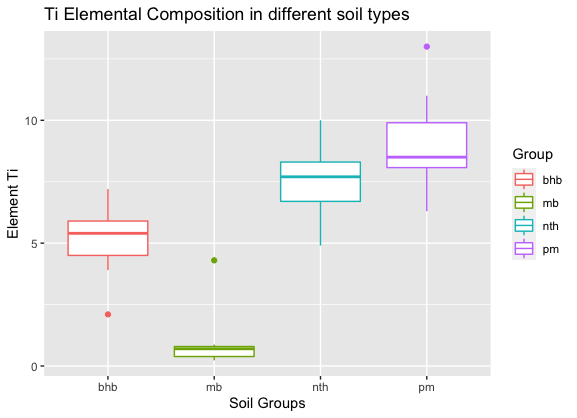 Ti Elemental Composition in different soil types
Element Ti
10
5
0
bhb
mb
nth
pm
Soil Groups
Group
bhb
mb
nth
pm